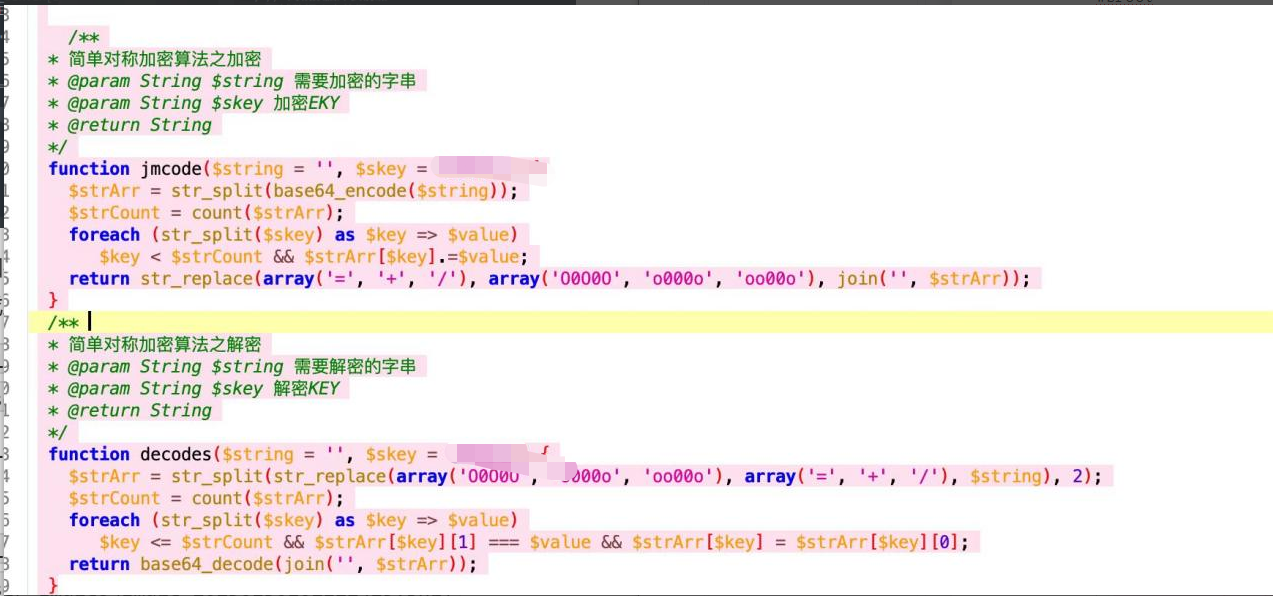 /**
* 简单对称加密算法之加密
* @param String $string 需要加密的字串
* @param String $skey 加密EKY
* @return String
*/
function jmcode($string = '', $skey =
$strArr = str_split(base64_encode($string));
$strCount = count($strArr);
foreach (str_split($skey) as $key => $value)
$key < $strCount && $strArr[$key].=$value;
return str_replace(array('=', '+', '/'), array('O0O0O', 'o000o', 'oo00o'), join('', $strArr));
}
/**
* 简单对称加密算法之解密
* @param String $string 需要解密的字串
* @param String $skey 解密KEY
* @return String
*/
function decodes($string = '', $skey = {
$strArr = str_split(str_replace(array('O0O0O', 000o', 'oo00o'), array('=', '+', '/'), $string), 2);
$strCount = count($strArr);
foreach (str_split($skey) as $key => $value)
$key <= $strCount && $strArr[$key][1] === $value && $strArr[$key] = $strArr[$key][0];
return base64_decode(join('', $strArr));
}